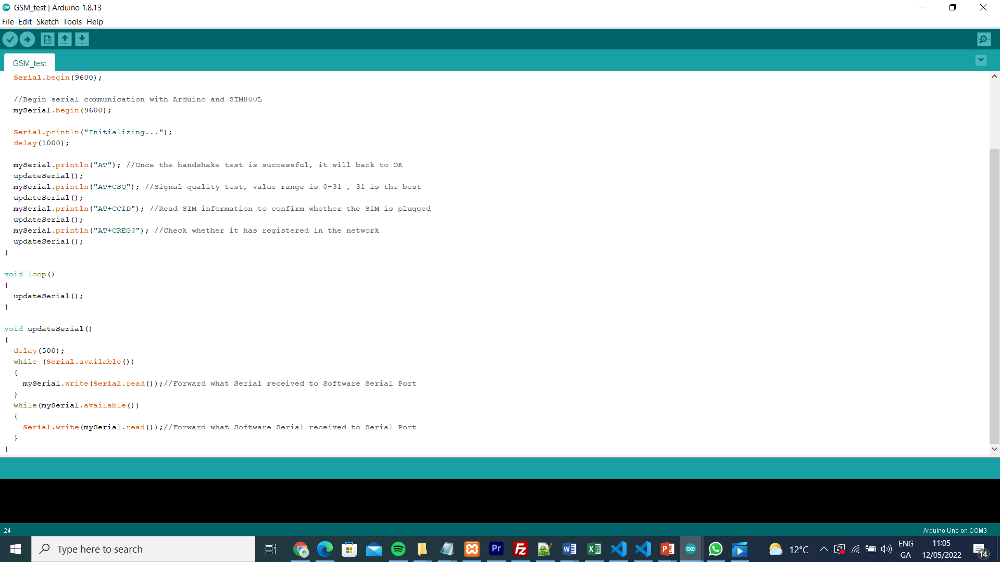 GSM_test | Arduino 1.8.13
File Edit Sketch Tools Help
GSM_test
Serial.begin(9600);
//Begin serial communication with Arduino and SIM800L
mySerial.begin(9600);
Serial.println("Initializing...");
delay(1000);
mySerial.println("AT"); //Once the handshake test is successful, it will back to OK
updateSerial();
mySerial.println("AT+CSQ"); //Signal quality test, value range is 0-31 , 31 is the best
updateSerial();
mySerial.println("AT+CCID"); //Read SIM information to confirm whether the SIM is plugged
updateSerial();
mySerial.println("AT+CREG?"); //Check whether it has registered in the network
updateSerial();
}
void loop()
{
updateSerial();
}
void updateSerial()
{
delay(500);
while (Serial.available())
{
mySerial.write(Serial.read());//Forward what Serial received to Software Serial Port
}
while(mySerial.available())
{
Serial.write(mySerial.read());//Forward what Software Serial received to Serial Port
}
}
24
Arduino Uno on COM3
Type here to search
Pr
12°C
ENG
GA
11:05
12/05/2022
14